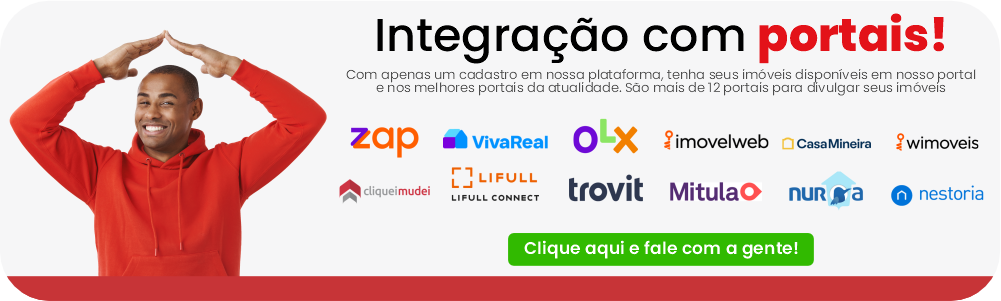 Integração com portais!
Com apenas um cadastro em nossa plataforma, tenha seus imóveis disponíveis em nosso portal
e nos melhores portais da atualidade. São mais de 12 portais para divulgar seus imóveis
zap VivaReal OLX imovelweb CasaMineira wimoveis
cliqueimudei LIFULL LIFULL CONNECT trovit Mitula nuroa nestoria
Clique aqui e fale com a gente!